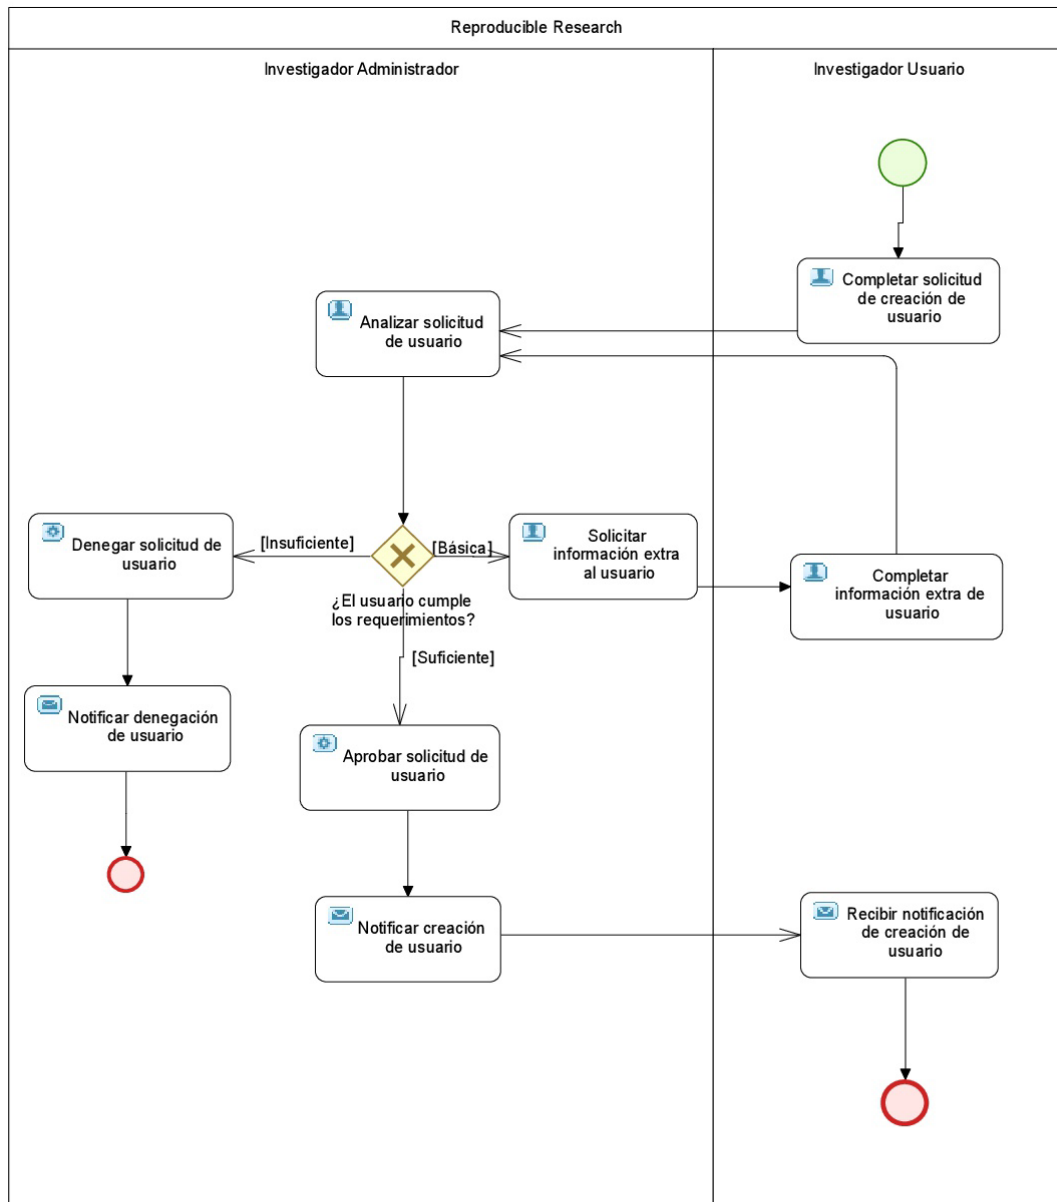 Reproducible Research
Investigador Administrador
Investigador Usuario
Completar solicitud
de creación de
usuario
Analizar solicitud
de usuario
Denegar solicitud de
usuario
[Insuficiente]
[Básica]
Solicitar
información extra
al usuario
Completar
información extra de
usuario
¿El usuario cumple
los requerimientos?
[Suficiente]
Notificar denegación
de usuario
Aprobar solicitud de
usuario
Notificar creación
de usuario
Recibir notificación
de creación de
usuario